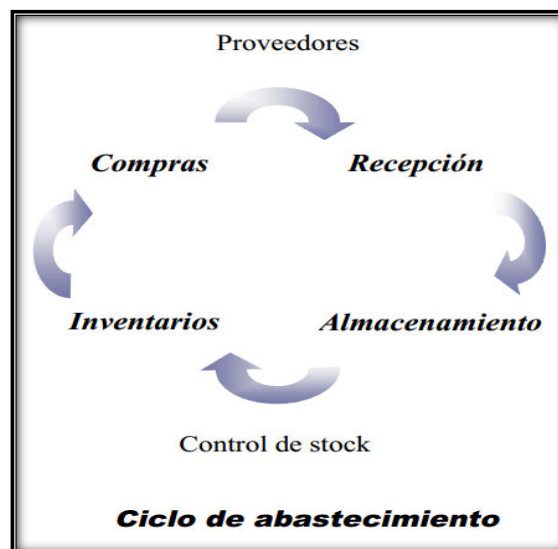 Proveedores
Compras
Recepción
Inventarios
Almacenamiento
Control de stock
Ciclo de abastecimiento